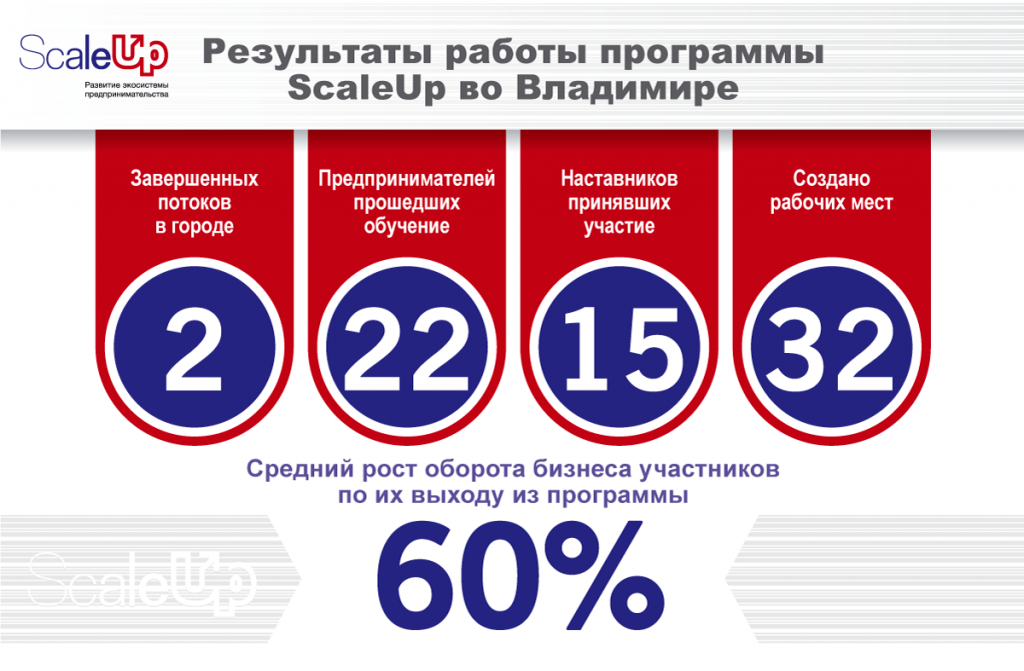 ScaleUp
Развитие экосистемы
предпринимательства
Результаты работы программы
ScaleUp во Владимире
Завершенных
потоков
в городе
2
Предпринимателей
прошедших
обучение
22
Наставников
принявших
участие
15
Создано
рабочих мест
32
Средний рост оборота бизнеса участников
по их выходу из программы
60%
ScaleUp